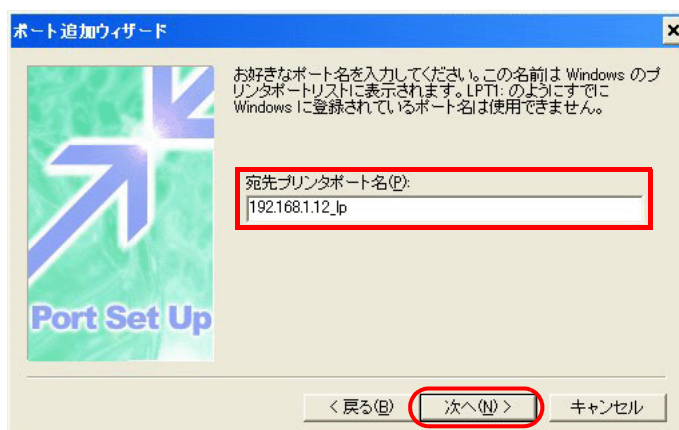 ポート追加ウィザード
お好きなポート名を入力してください。この名前は Windows のプ
リンタポートリストに表示されます。LPT1: のようにすでに
Windows に登録されているポート名は使用できません。
宛先プリンタポート名(P):
192.168.1.12_lp
Port Set Up
< 戻る(B)
次へ(N) >
キャンセル